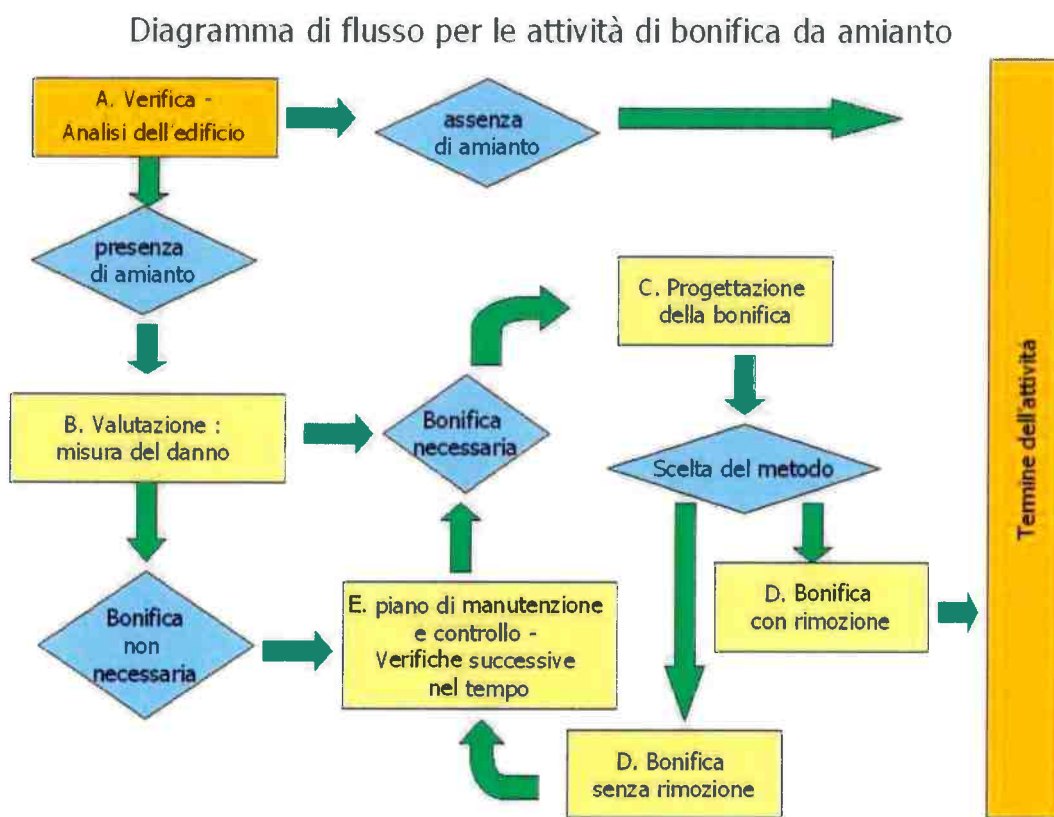 Diagramma di flusso per le attività di bonifica da amianto
A. Verifica -
Analisi dell'edificio
assenza
di amianto
presenza
di amianto
C. Progettazione
della bonifica
B. Valutazione :
misura del danno
Bonifica
necessaria
Scelta del metodo
Bonifica
non
necessaria
E. piano di manutenzione
e controllo -
Verifiche successive
nel tempo
D. Bonifica
con rimozione
D. Bonifica
senza rimozione
Termine dell'attività